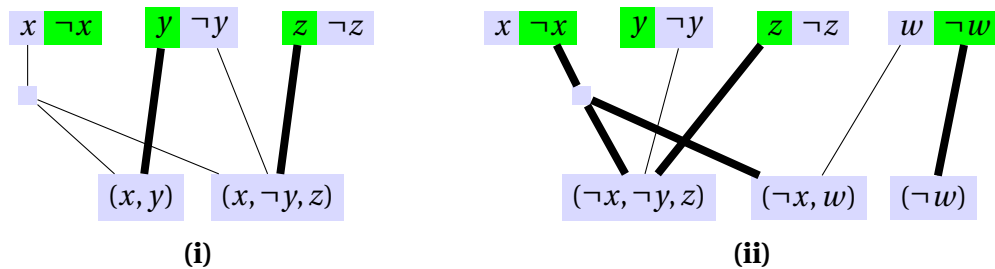 x ¬x y ¬y z ¬z x ¬x y ¬y z ¬z w ¬w
(x, y) (x, ¬y, z) (¬x, ¬y, z) (¬x, w) (¬w)
(i) (ii)